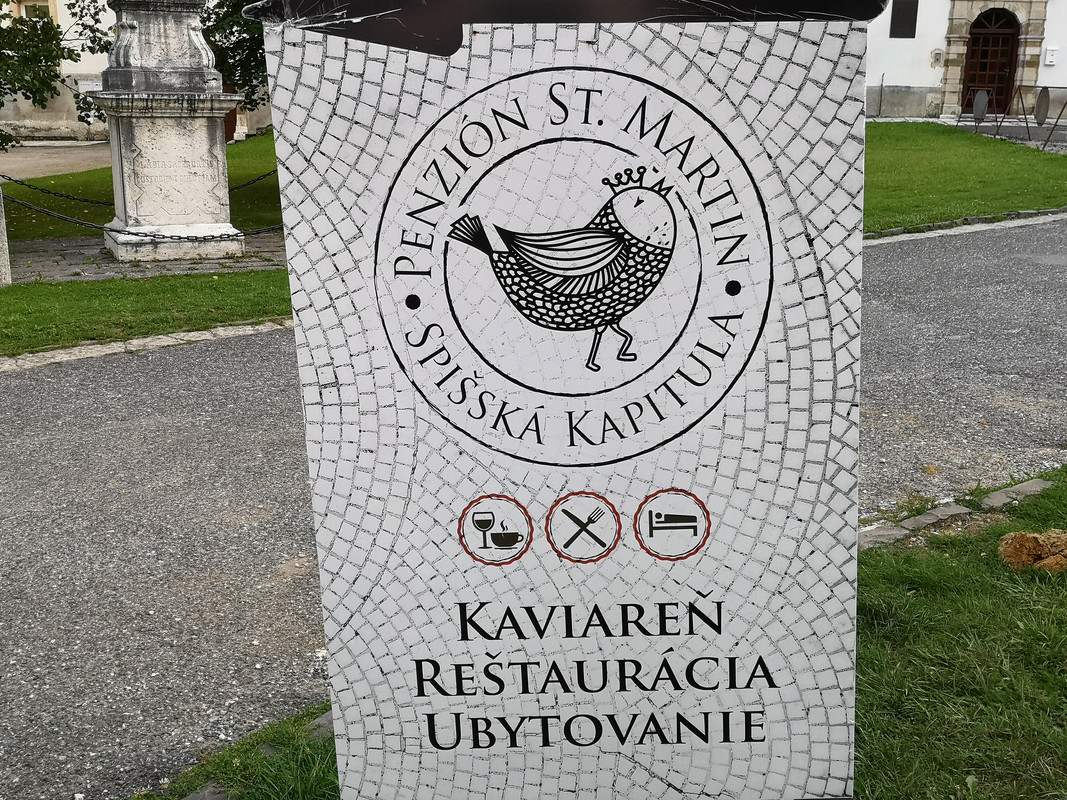 PENZIÓN ST. MARTIN
SPIŠSKÁ KAPITULA
KAVIAREŇ
REŠTAURÁCIA
UBYTOVANIE